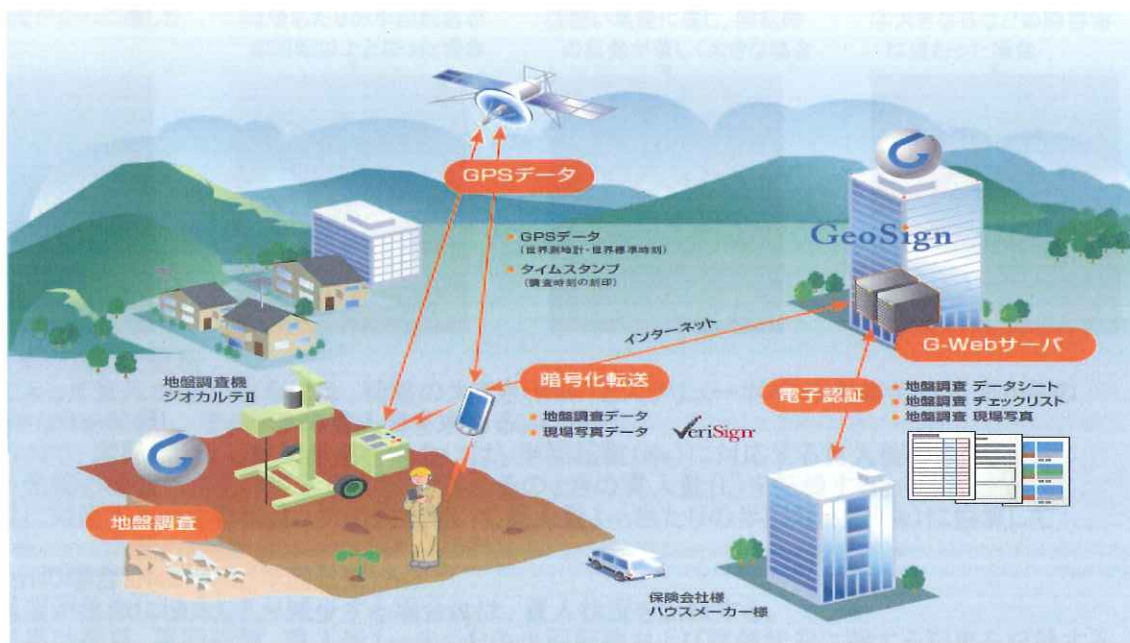 GPSデータ
GPSデータ
(世界測地計・世界標準時刻)
タイムスタンプ
(調査時刻の刻印)
GeoSign
インターネット
G-Webサーバ
地盤調査機
ジオカルテⅡ
暗号化転送
地盤調査データ
現場写真データ
VeriSign
電子認証
地盤調査 データシート
地盤調査 チェックリスト
地盤調査 現場写真
地盤調査
保険会社様
ハウスメーカー様